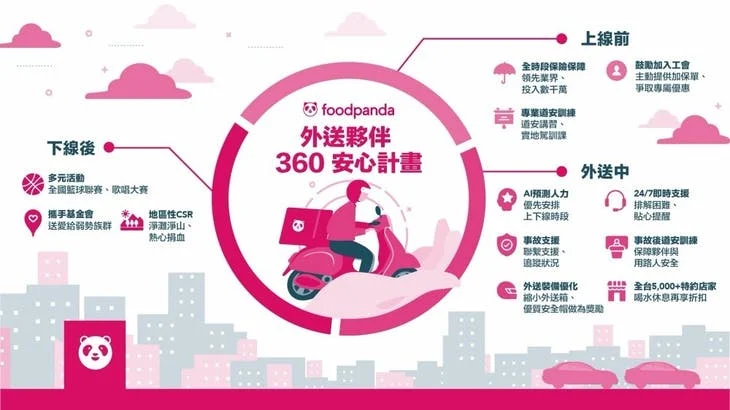 foodpanda
外送夥伴
360 安心計畫
上線前
全時段保險保障
領先業界、
投入數千萬
鼓勵加入工會
主動提供加保單、
爭取專屬優惠
專業道安訓練
道安講習、
實地駕訓課
外送中
AI預測人力
優先安排
上下線時段
24/7即時支援
排解困難、
貼心提醒
事故支援
聯繫支援、
追蹤狀況
事故後道安訓練
保障夥伴與
用路人安全
外送裝備優化
縮小外送箱、
優質安全帽做為獎勵
全台5,000+特約店家
喝水休息再享折扣
下線後
多元活動
全國籃球聯賽、歌唱大賽
攜手基金會
送愛給弱勢族群
地區性CSR
淨灘淨山、
熱心捐血